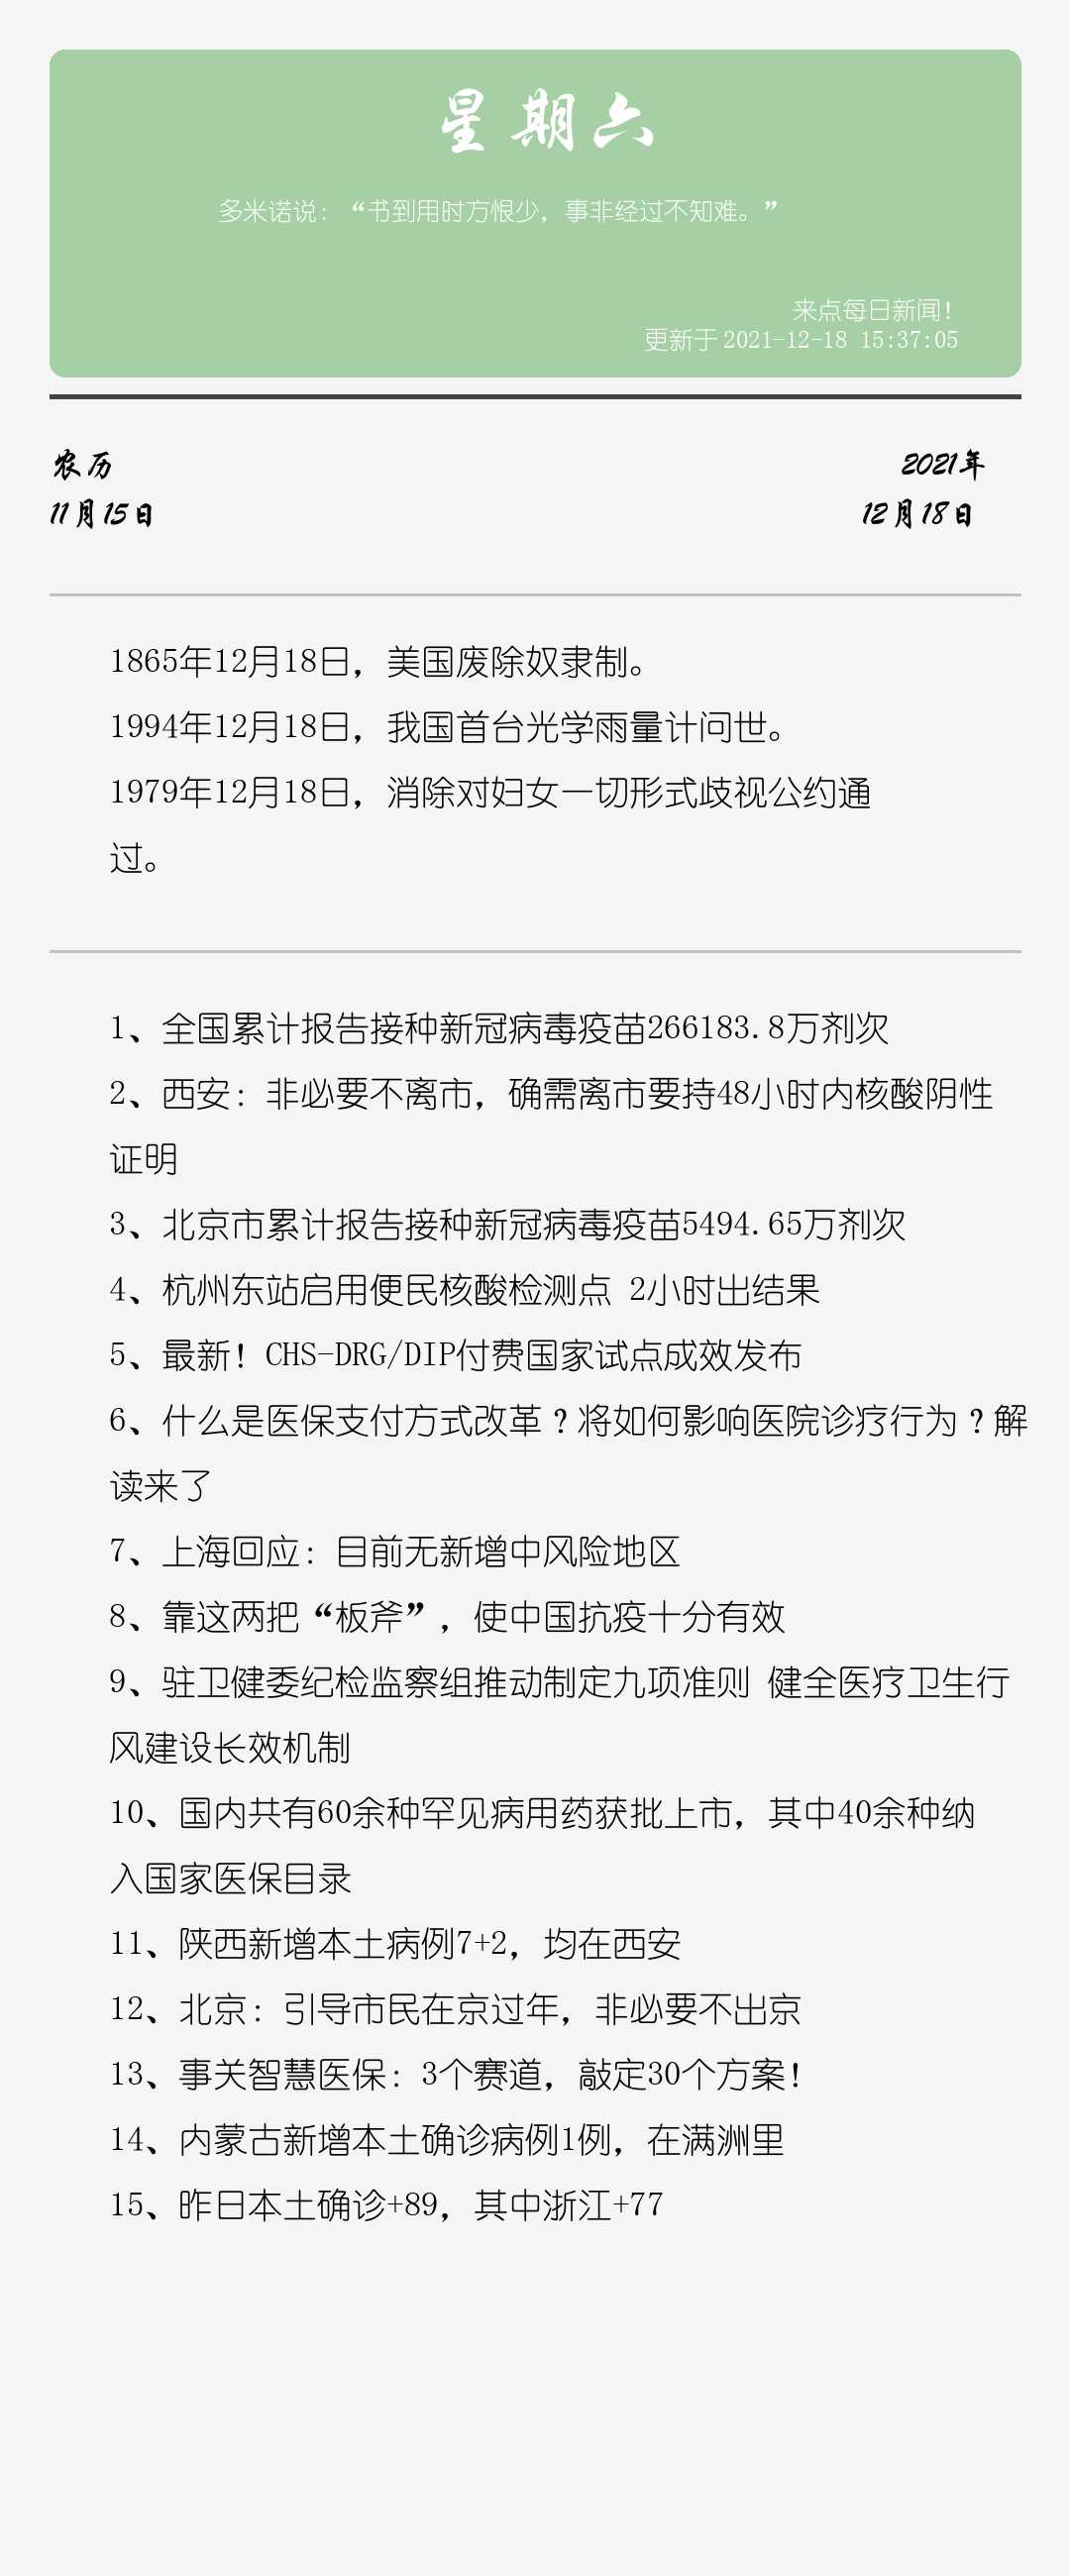 星期六
多米诺说：“书到用时方恨少，事非经过不知难。”
来点每日新闻！
更新于2021-12-18 15:37:05
农历
2021年
11月15日
12月18日
1865年12月18日，美国废除奴隶制。
1994年12月18日，我国首台光学雨量计问世。
1979年12月18日，消除对妇女一切形式歧视公约通
过。
1、全国累计报告接种新冠病毒疫苗266183.8万剂次
2、西安：非必要不离市，确需离市要持48小时内核酸阴性
证明
3、北京市累计报告接种新冠病毒疫苗5494.65万剂次
4、杭州东站启用便民核酸检测点 2小时出结果
5、最新！CHS-DRG/DIP付费国家试点成效发布
6、什么是医保支付方式改革？将如何影响医院诊疗行为？解
读来了
7、上海回应：目前无新增中风险地区
8、靠这两把“板斧”，使中国抗疫十分有效
9、驻卫健委纪检监察组推动制定九项准则 健全医疗卫生行
风建设长效机制
10、国内共有60余种罕见病用药获批上市，其中40余种纳
入国家医保目录
11、陕西新增本土病例7+2，均在西安
12、北京：引导市民在京过年，非必要不出京
13、事关智慧医保：3个赛道，敲定30个方案！
14、内蒙古新增本土确诊病例1例，在满洲里
15、昨日本土确诊+89，其中浙江+77